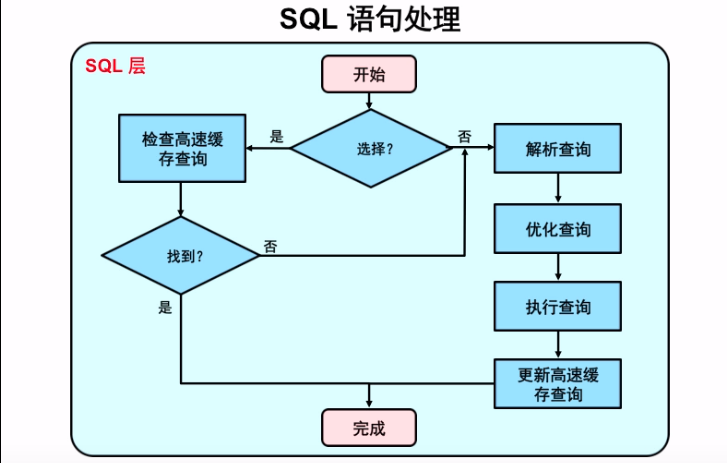 SQL 语句处理
SQL 层
开始
选择?
是
否
检查高速缓
存查询
解析查询
找到?
否
是
优化查询
执行查询
更新高速缓
存查询
完成